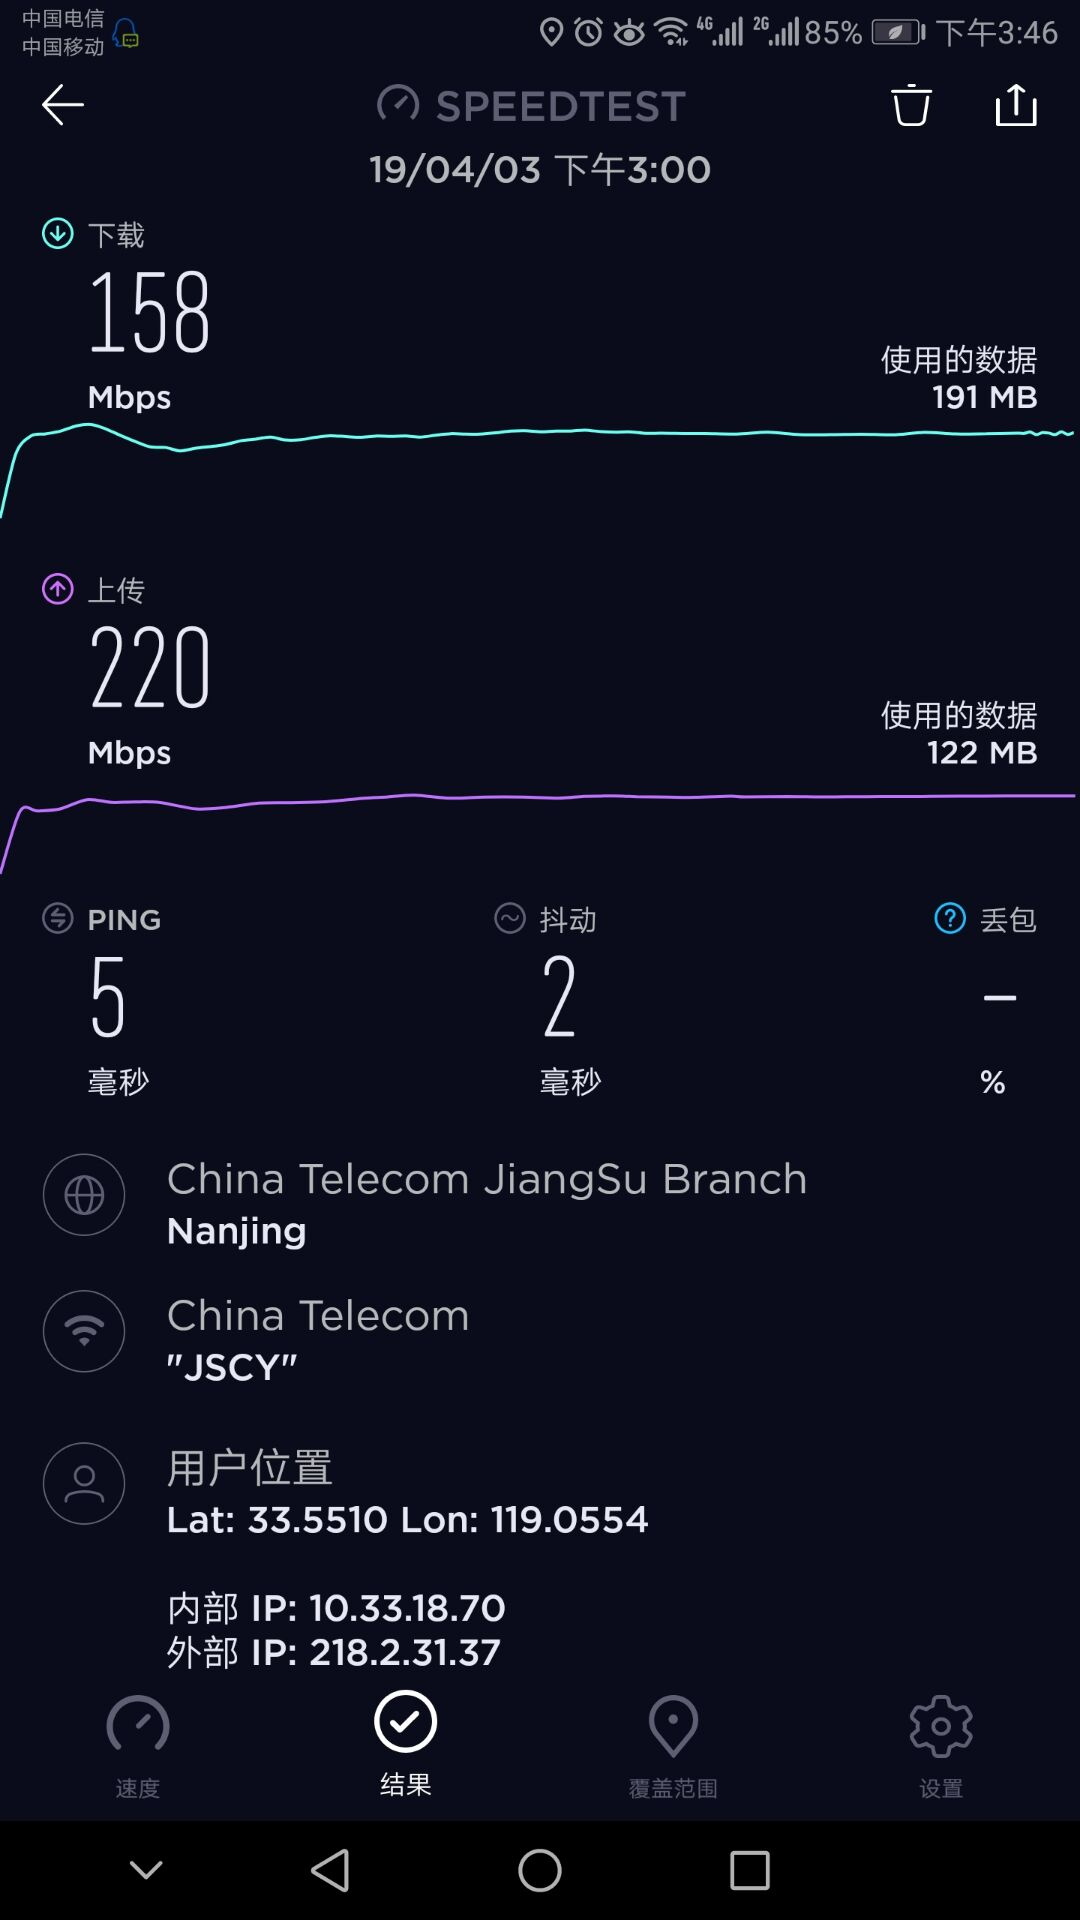 中国电信
中国移动
4G 2G 85% 下午3:46
SPEEDTEST
19/04/03 下午3:00
下载
158
Mbps
使用的数据
191 MB
上传
220
Mbps
使用的数据
122 MB
PING 抖动 丢包
5 2 –
毫秒 毫秒 %
China Telecom JiangSu Branch
Nanjing
China Telecom
"JSCY"
用户位置
Lat: 33.5510 Lon: 119.0554
内部 IP: 10.33.18.70
外部 IP: 218.2.31.37
速度 结果 覆盖范围 设置